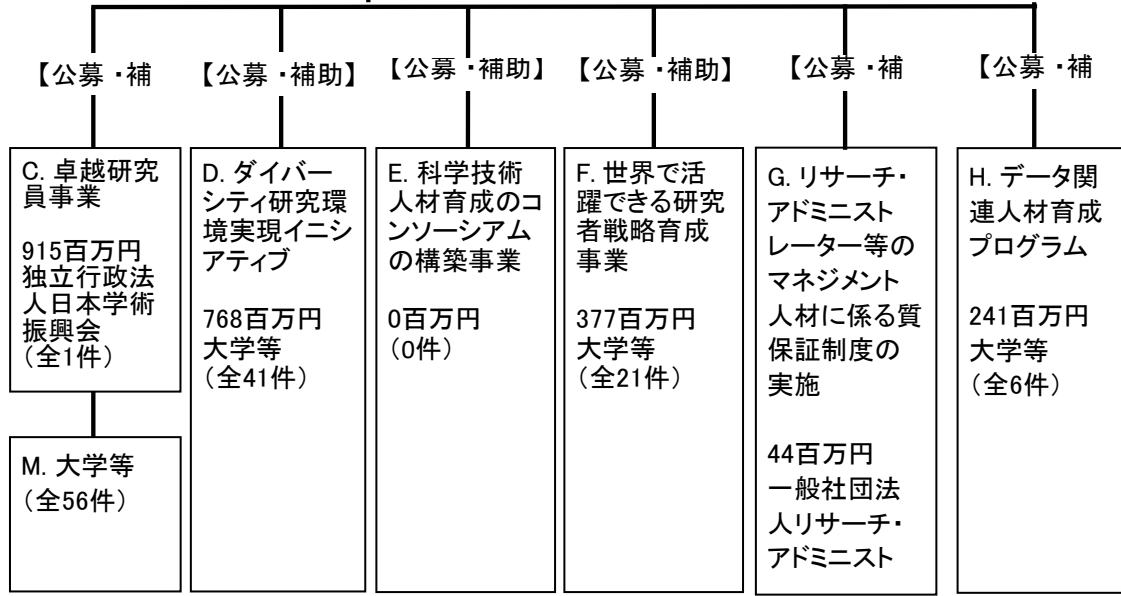 【公募・補
【公募・補助】
【公募・補助】
【公募・補助】
【公募・補
【公募・補
C. 卓越研究
員事業
915百万円
独立行政法
人日本学術
振興会
（全1件）
M. 大学等
（全56件）
D. ダイバー
シティ研究環
境実現イニシ
アティブ
768百万円
大学等
（全41件）
E. 科学技術
人材育成のコ
ンソーシアム
の構築事業
0百万円
（0件）
F. 世界で活
躍できる研究
者戦略育成
事業
377百万円
大学等
（全21件）
G. リサーチ・
アドミニスト
レーター等の
マネジメント
人材に係る質
保証制度の
実施
44百万円
一般社団法
人リサーチ・
アドミニスト
H. データ関
連人材育成
プログラム
241百万円
大学等
（全6件）